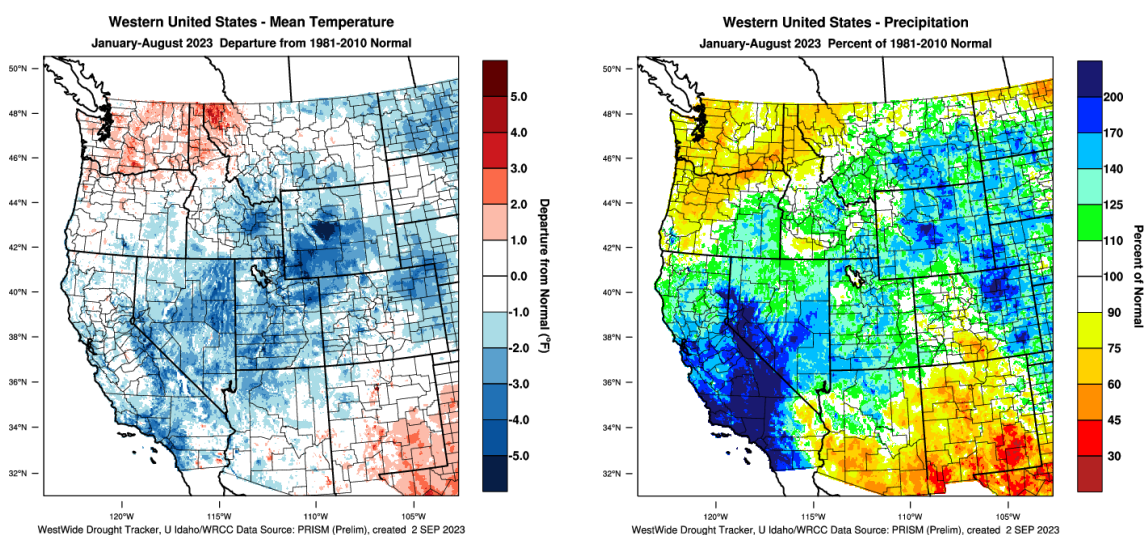 Western United States - Mean Temperature
January-August 2023 Departure from 1981-2010 Normal
50°N
48°N
46°N
44°N
42°N
40°N
38°N
36°N
34°N
32°N
120°W
115°W
110°W
105°W
5.0
4.0
3.0
2.0
1.0
0.0
-1.0
-2.0
-3.0
-4.0
-5.0
Departure from Normal (°F)
WestWide Drought Tracker, U Idaho/WRCC Data Source: PRISM (Prelim), created 2 SEP 2023
Western United States - Precipitation
January-August 2023 Percent of 1981-2010 Normal
50°N
48°N
46°N
44°N
42°N
40°N
38°N
36°N
34°N
32°N
120°W
115°W
110°W
105°W
200
170
140
125
110
100
90
75
60
45
30
Percent of Normal
WestWide Drought Tracker, U Idaho/WRCC Data Source: PRISM (Prelim), created 2 SEP 2023